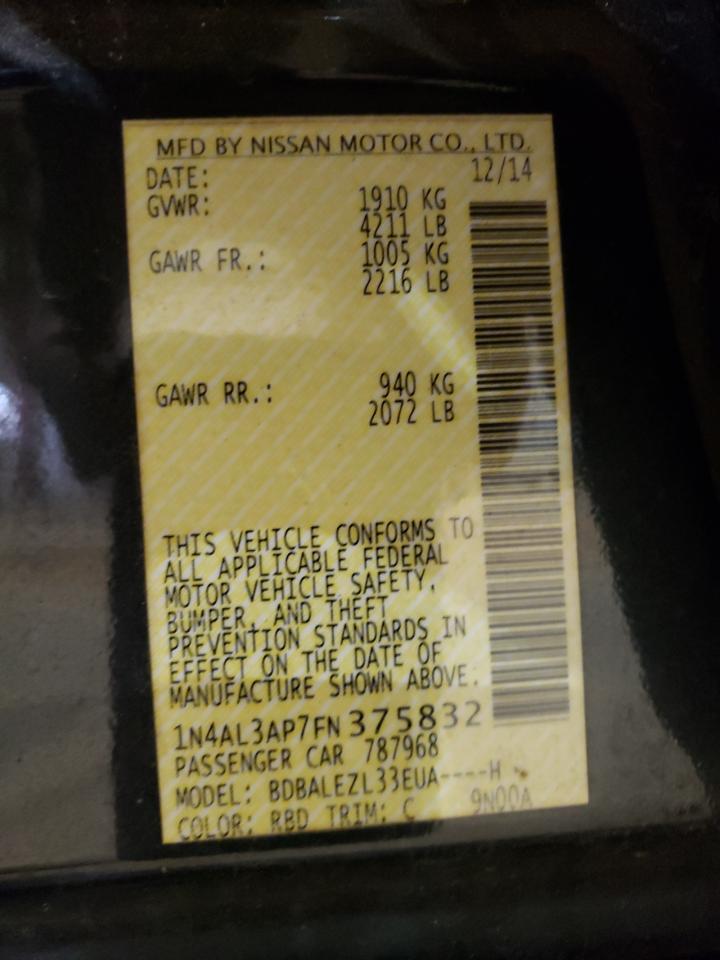 MFD BY NISSAN MOTOR CO., LTD.
DATE: 12/14
GVWR: 1910 KG
4211 LB
GAWR FR.: 1005 KG
2216 LB
GAWR RR.: 940 KG
2072 LB
THIS VEHICLE CONFORMS TO
ALL APPLICABLE FEDERAL
MOTOR VEHICLE SAFETY,
BUMPER, AND THEFT
PREVENTION STANDARDS IN
EFFECT ON THE DATE OF
MANUFACTURE SHOWN ABOVE.
1N4AL3AP7FN375832
PASSENGER CAR 787968
MODEL: BDBALEZL33EUA----H
COLOR: RBD TRIM: C 9N00A